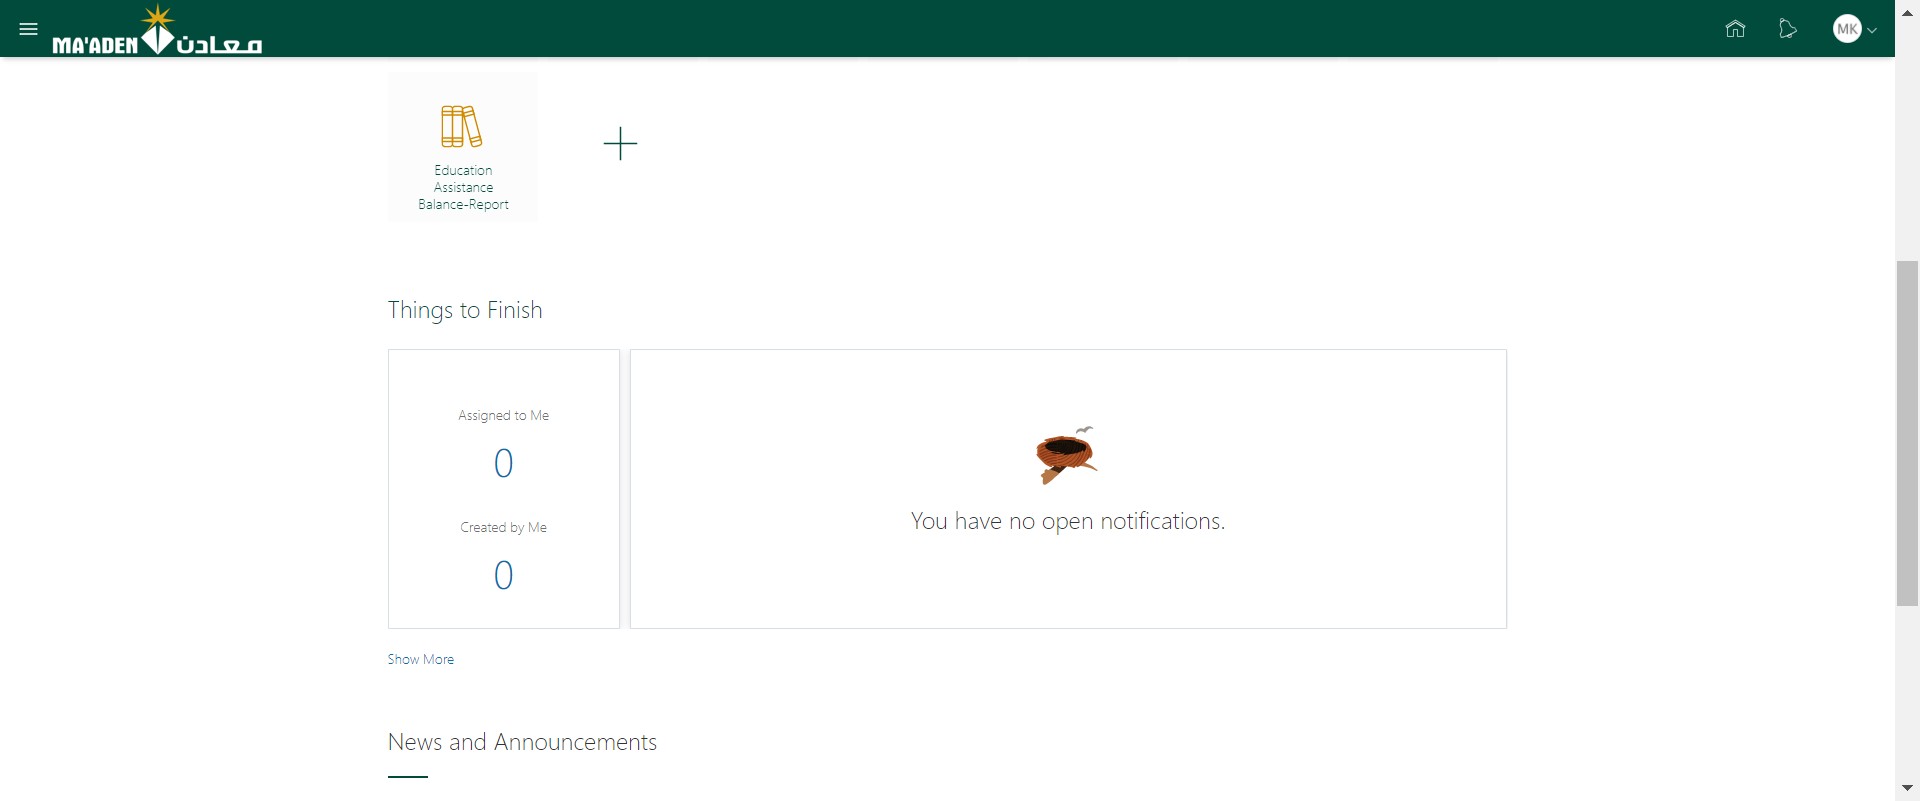 MA'ADEN معادن
MK
Education
Assistance
Balance-Report
Things to Finish
Assigned to Me
0
Created by Me
0
You have no open notifications.
Show More
News and Announcements